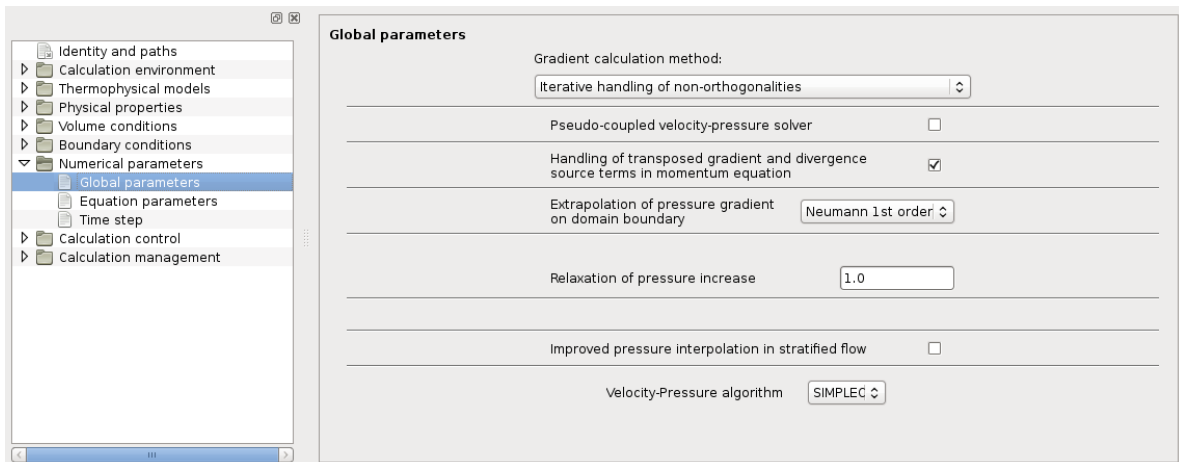 Identity and paths
Calculation environment
Thermophysical models
Physical properties
Volume conditions
Boundary conditions
Numerical parameters
Global parameters
Equation parameters
Time step
Calculation control
Calculation management
Global parameters
Gradient calculation method:
Iterative handling of non-orthogonalities
Pseudo-coupled velocity-pressure solver
Handling of transposed gradient and divergence
source terms in momentum equation
Extrapolation of pressure gradient
on domain boundary
Neumann 1st order
Relaxation of pressure increase
1.0
Improved pressure interpolation in stratified flow
Velocity-Pressure algorithm
SIMPLEC